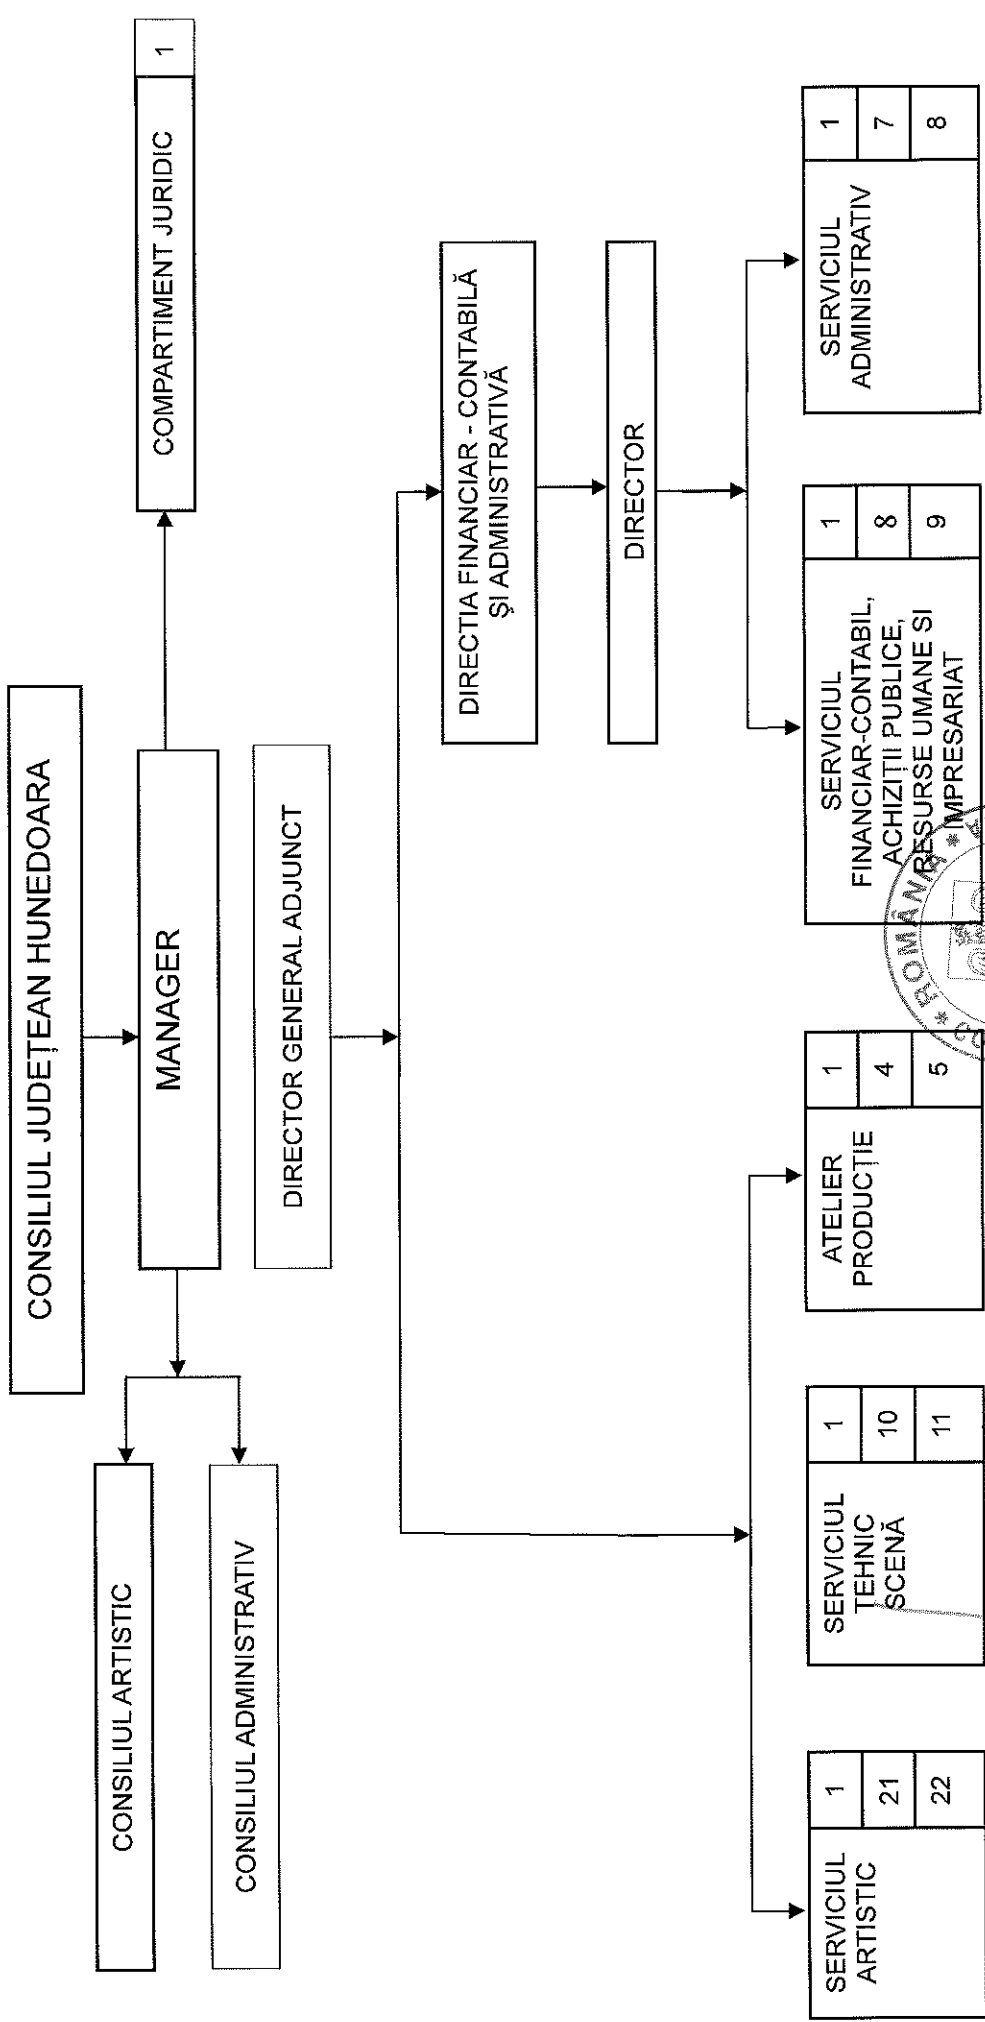 CONSILIUL JUDEȚEAN HUNEDOARA
MANAGER
COMPARTIMENT JURIDIC
1
CONSILIUL ARTISTIC
CONSILIUL ADMINISTRATIV
DIRECTOR GENERAL ADJUNCT
DIRECTIA FINANCIAR - CONTABILĂ
ŞI ADMINISTRATIVĂ
DIRECTOR
SERVICIUL
ARTISTIC
1
21
22
SERVICIUL
TEHNIC
SCENĂ
1
10
11
ATELIER
PRODUCȚIE
1
4
5
SERVICIUL
FINANCIAR-CONTABIL,
ACHIZIȚII PUBLICE,
RESURSE UMANE SI
IMPRESARIAT
1
8
9
SERVICIUL
ADMINISTRATIV
1
7
8
* ROMÂNIA *